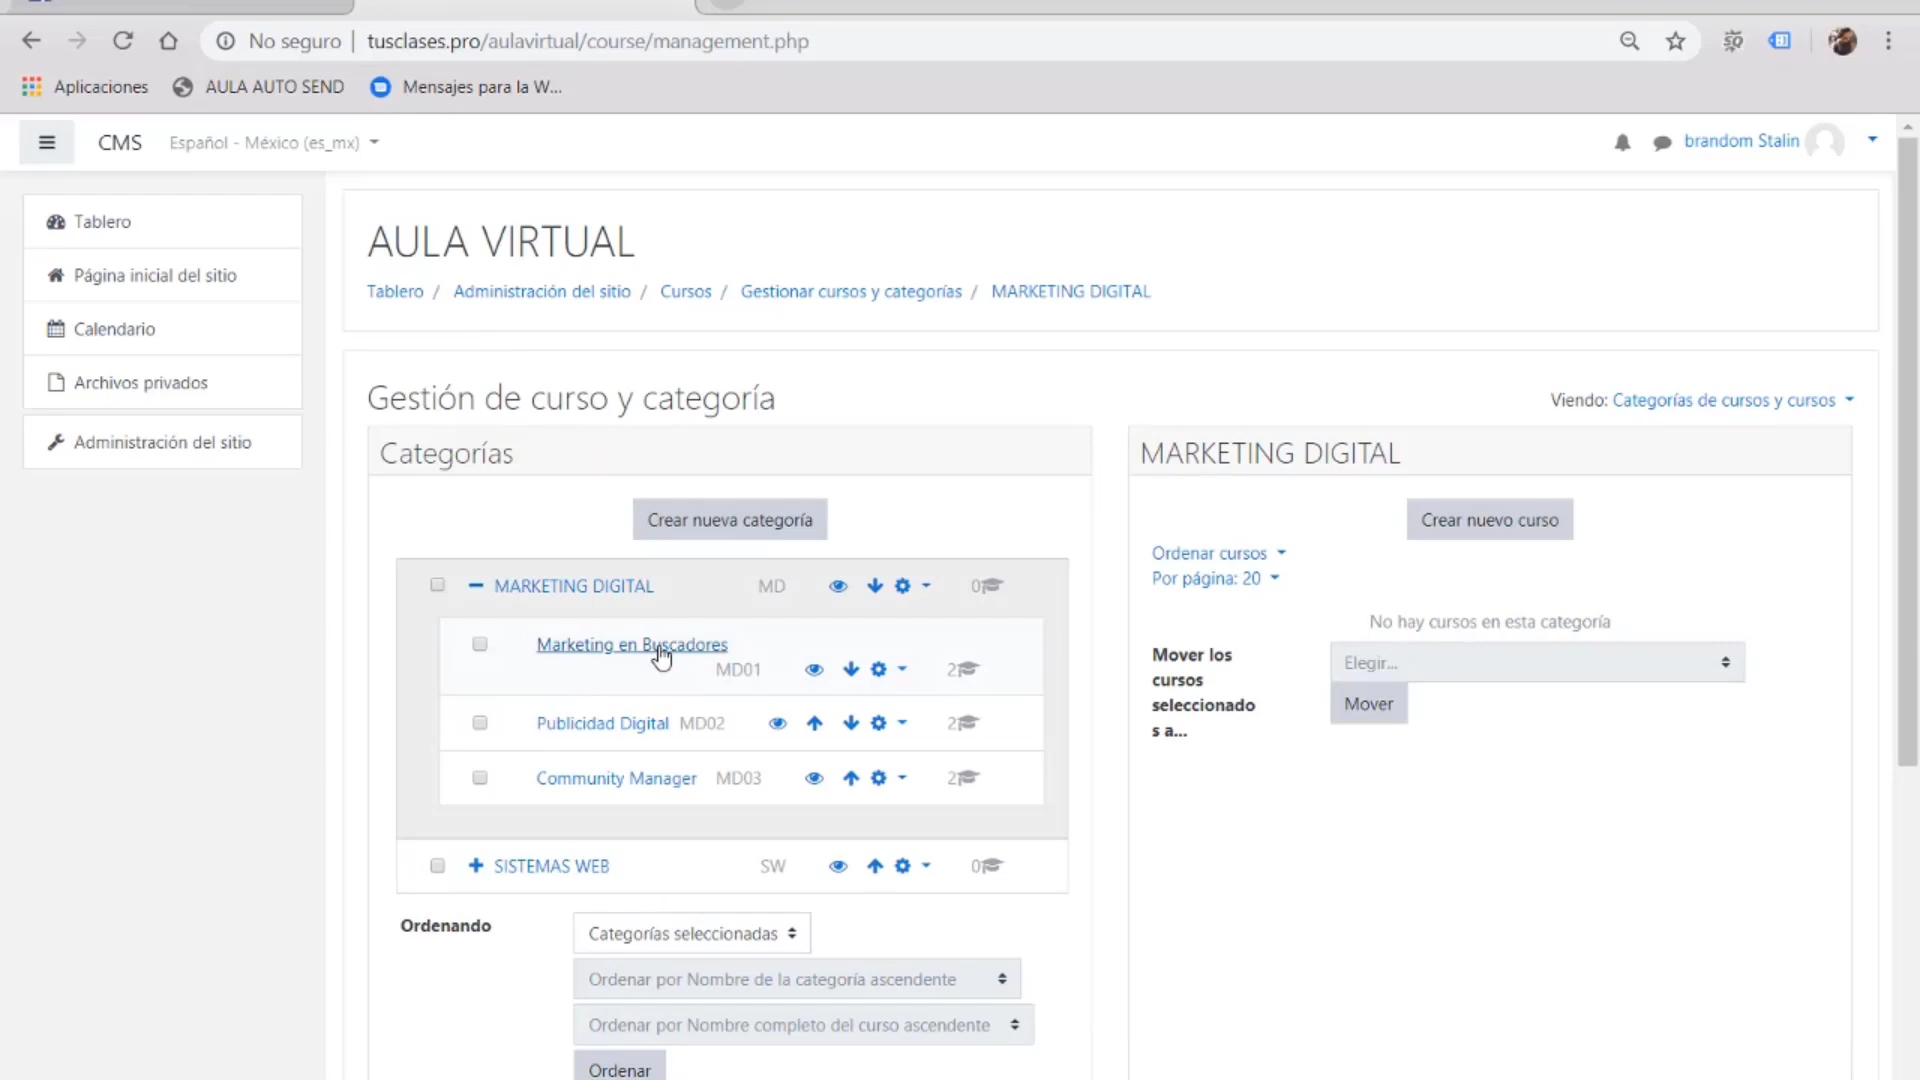 No seguro | tusclases.pro/aulavirtual/course/management.php
Aplicaciones AULA AUTO SEND Mensajes para la W...
CMS Español - México (es_mx) brandom Stalin
Tablero
Página inicial del sitio
Calendario
Archivos privados
Administración del sitio
AULA VIRTUAL
Tablero / Administración del sitio / Cursos / Gestionar cursos y categorías / MARKETING DIGITAL
Gestión de curso y categoría
Viendo: Categorías de cursos y cursos
Categorías
Crear nueva categoría
MARKETING DIGITAL MD 0
Marketing en Buscadores
MD01 2
Publicidad Digital MD02 2
Community Manager MD03 2
SISTEMAS WEB SW 0
Ordenando
Categorías seleccionadas
Ordenar por Nombre de la categoría ascendente
Ordenar por Nombre completo del curso ascendente
Ordenar
MARKETING DIGITAL
Crear nuevo curso
Ordenar cursos
Por página: 20
No hay cursos en esta categoría
Mover los
cursos
seleccionado
s a...
Elegir...
Mover